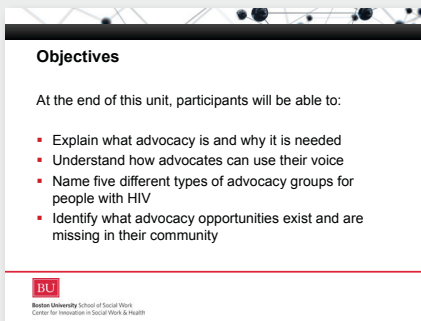 Objectives
At the end of this unit, participants will be able to:
▪ Explain what advocacy is and why it is needed
▪ Understand how advocates can use their voice
▪ Name five different types of advocacy groups for
people with HIV
▪ Identify what advocacy opportunities exist and are
missing in their community
BU
Boston University School of Social Work
Center for Innovation in Social Work & Health